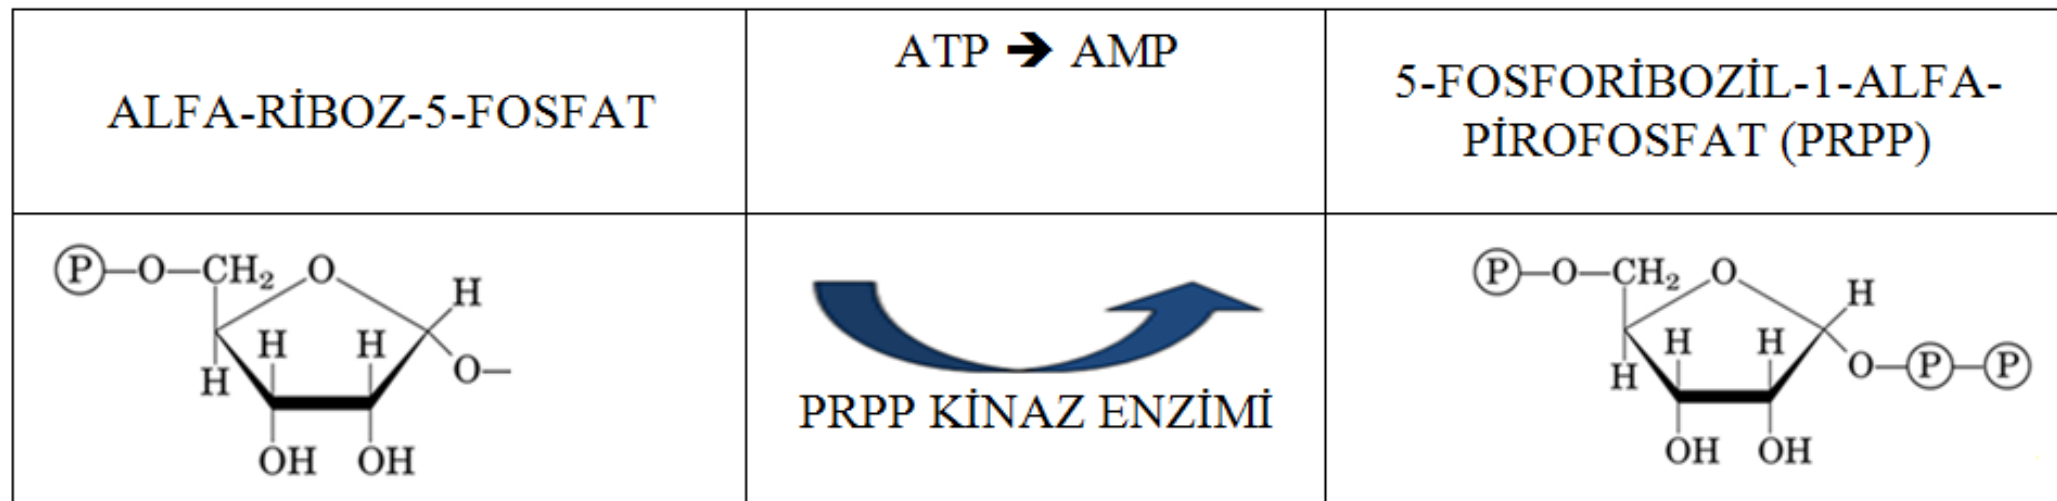 ALFA-RİBOZ-5-FOSFAT
ATP ➔ AMP
5-FOSFORİBOZİL-1-ALFA-
PİROFOSFAT (PRPP)
P—O—CH₂ O
H
H H
H
O—
OH OH
PRPP KİNAZ ENZİMİ
P—O—CH₂ O
H
H H
H
O—P—P
OH OH